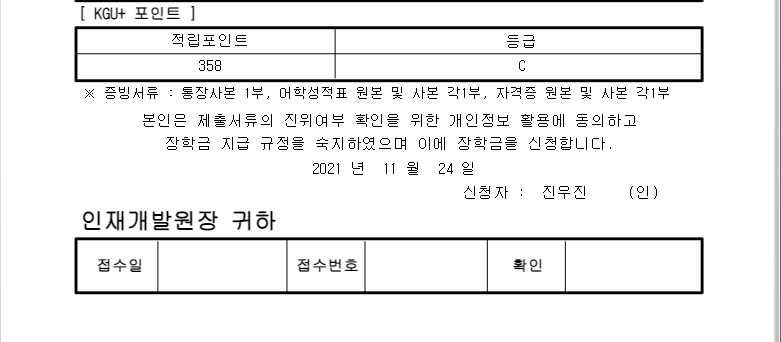 [ KGU+ 포인트 ]
적립포인트 등급
358 C
※ 증빙서류 : 통장사본 1부, 어학성적표 원본 및 사본 각1부, 자격증 원본 및 사본 각1부
본인은 제출서류의 진위여부 확인을 위한 개인정보 활용에 동의하고
장학금 지급 규정을 숙지하였으며 이에 장학금을 신청합니다.
2021 년 11 월 24 일
신청자 : 진우진 (인)
인재개발원장 귀하
접수일 접수번호 확인